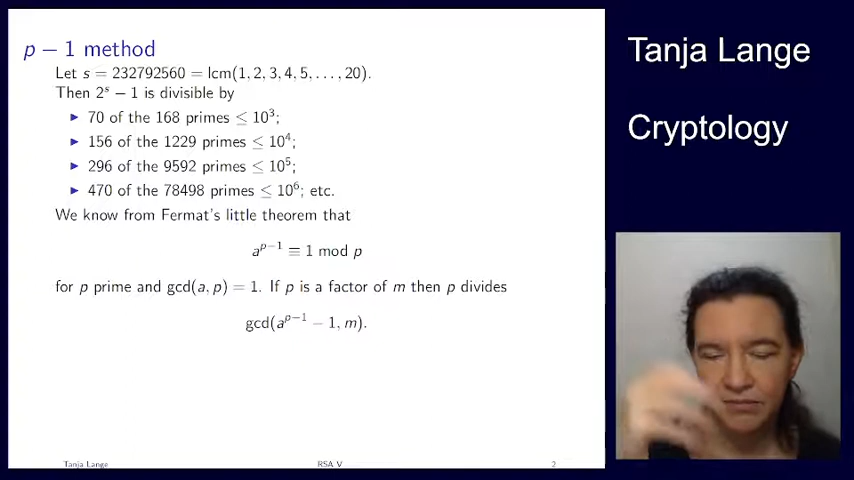 p − 1 method
Let s = 232792560 = lcm(1, 2, 3, 4, 5, . . . , 20).
Then 2^s − 1 is divisible by
▶ 70 of the 168 primes ≤ 10^3;
▶ 156 of the 1229 primes ≤ 10^4;
▶ 296 of the 9592 primes ≤ 10^5;
▶ 470 of the 78498 primes ≤ 10^6; etc.
We know from Fermat's little theorem that
a^{p−1} ≡ 1 mod p
for p prime and gcd(a, p) = 1. If p is a factor of m then p divides
gcd(a^{p−1} − 1, m).
Tanja Lange
RSA V
2
Tanja Lange
Cryptology